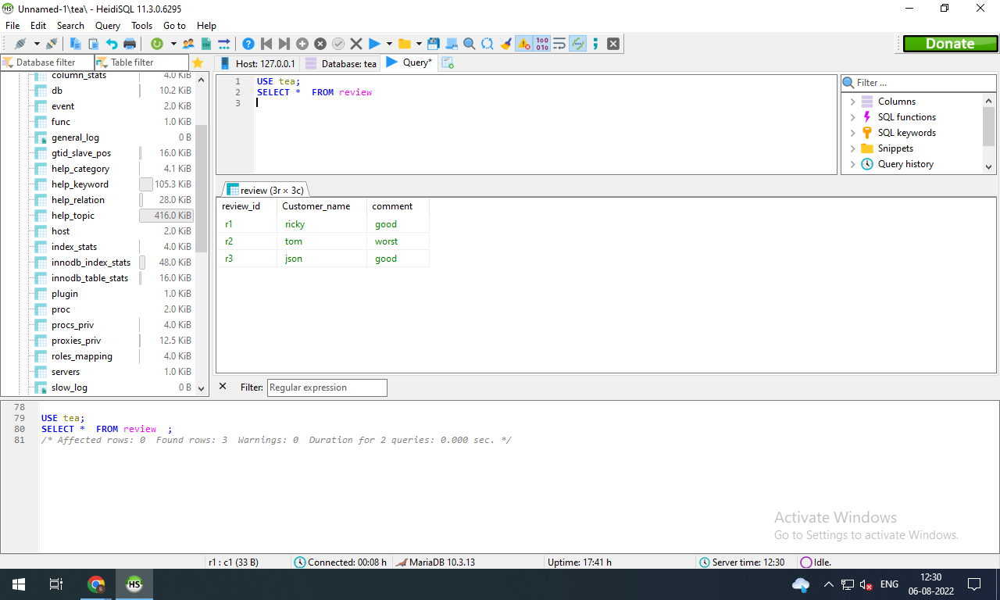 Unnamed-1\tea\ - HeidiSQL 11.3.0.6295
File Edit Search Query Tools Go to Help
Donate
Database filter
Table filter
Host: 127.0.0.1
Database: tea
Query*
column_stats 4.0 KiB
db 10.2 KiB
event 2.0 KiB
func 1.0 KiB
general_log 0 B
gtid_slave_pos 16.0 KiB
help_category 4.1 KiB
help_keyword 105.3 KiB
help_relation 28.0 KiB
help_topic 416.0 KiB
host 2.0 KiB
index_stats 4.0 KiB
innodb_index_stats 48.0 KiB
innodb_table_stats 16.0 KiB
plugin 1.0 KiB
proc 2.0 KiB
procs_priv 4.0 KiB
proxies_priv 12.5 KiB
roles_mapping 4.0 KiB
servers 1.0 KiB
slow_log 0 B
1 USE tea;
2 SELECT * FROM review
3
Filter ...
Columns
SQL functions
SQL keywords
Snippets
Query history
review (3r × 3c)
review_id Customer_name comment
r1 ricky good
r2 tom worst
r3 json good
Filter: Regular expression
78
79 USE tea;
80 SELECT * FROM review ;
81 /* Affected rows: 0 Found rows: 3 Warnings: 0 Duration for 2 queries: 0.000 sec. */
Activate Windows
Go to Settings to activate Windows.
r1 : c1 (33 B) Connected: 00:08 h MariaDB 10.3.13 Uptime: 17:41 h Server time: 12:30 Idle.
HS
ENG
12:30
06-08-2022